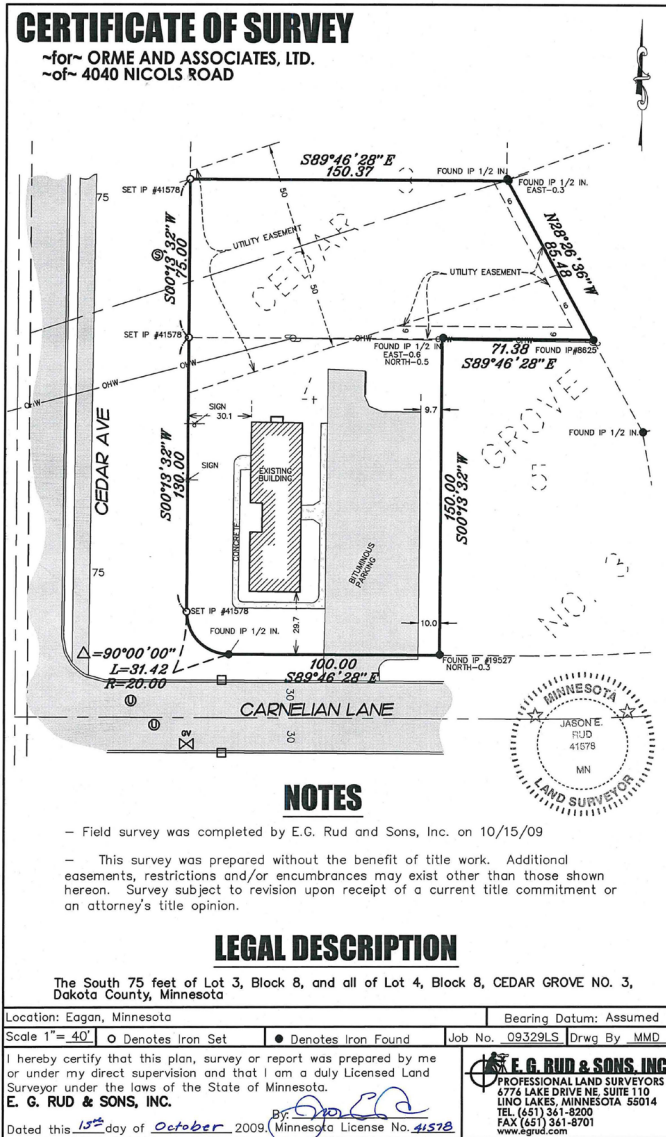 CERTIFICATE OF SURVEY
~for~ ORME AND ASSOCIATES, LTD.
~of~ 4040 NICOLS ROAD
S89°46'28"E
150.37
SET IP #41578
FOUND IP 1/2 IN.
FOUND IP 1/2 IN.
EAST-0.3
75
50
S
S00°13'32"W
75.00
UTILITY EASEMENT
50
CEDAR
6
N28°26'36"W
85.48
UTILITY EASEMENT
6
6
SET IP #41578
OHW
OHW
OHW
OHW
OHW
FOUND IP 1/2 IN.
EAST-0.6
NORTH-0.5
71.38
S89°46'28"E
FOUND IP#8625
SIGN
30.1
4
9.7
GROVE
FOUND IP 1/2 IN.
CEDAR AVE
SIGN
S00°13'32"W
130.00
EXISTING
BUILDING
CONCRETE
BITUMINOUS
PARKING
150.00
S00°13'32"W
5
75
NO. 3
SET IP #41578
FOUND IP 1/2 IN.
29.7
10.0
△=90°00'00"
L=31.42
R=20.00
100.00
S89°46'28"E
FOUND IP #19527
NORTH-0.3
30
30
CARNELIAN LANE
U
U
GV
MINNESOTA
JASON E.
RUD
41578
MN
LAND SURVEYOR
NOTES
– Field survey was completed by E.G. Rud and Sons, Inc. on 10/15/09
– This survey was prepared without the benefit of title work. Additional
easements, restrictions and/or encumbrances may exist other than those shown
hereon. Survey subject to revision upon receipt of a current title commitment or
an attorney's title opinion.
LEGAL DESCRIPTION
The South 75 feet of Lot 3, Block 8, and all of Lot 4, Block 8, CEDAR GROVE NO. 3,
Dakota County, Minnesota
Location: Eagan, Minnesota
Bearing Datum: Assumed
Scale 1"= 40'
O Denotes Iron Set
● Denotes Iron Found
Job No. 09329LS
Drwg By MMD
I hereby certify that this plan, survey or report was prepared by me
or under my direct supervision and that I am a duly Licensed Land
Surveyor under the laws of the State of Minnesota.
E. G. RUD & SONS, INC.
By:
Dated this 15th day of October 2009. Minnesota License No. 41578
E. G. RUD & SONS, INC
PROFESSIONAL LAND SURVEYORS
6776 LAKE DRIVE NE, SUITE 110
LINO LAKES, MINNESOTA 55014
TEL. (651) 361-8200
FAX (651) 361-8701
www.egrud.com